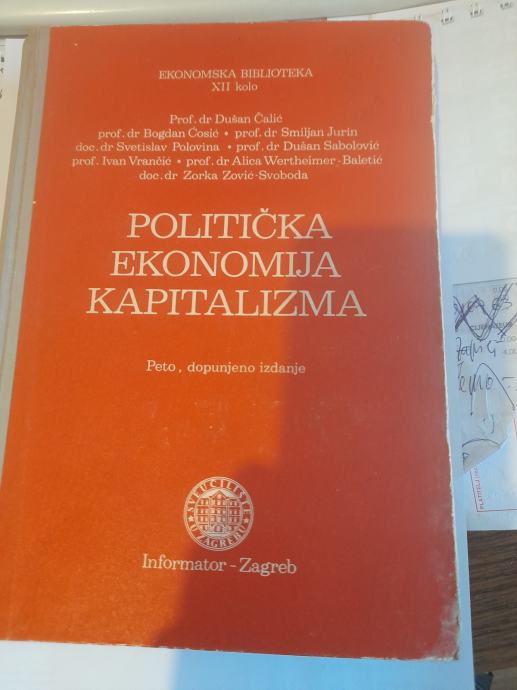 EKONOMSKA BIBLIOTEKA
XII kolo
Prof. dr Dušan Čalić
prof. dr Bogdan Ćosić • prof. dr Smiljan Jurin
doc. dr Svetislav Polovina • prof. dr Dušan Sabolović
prof. Ivan Vrančić • prof. dr Alica Wertheimer-Baletić
doc. dr Zorka Zović-Svoboda
POLITIČKA
EKONOMIJA
KAPITALIZMA
Peto, dopunjeno izdanje
SVEUČILIŠTE
U ZAGREBU
Informator - Zagreb